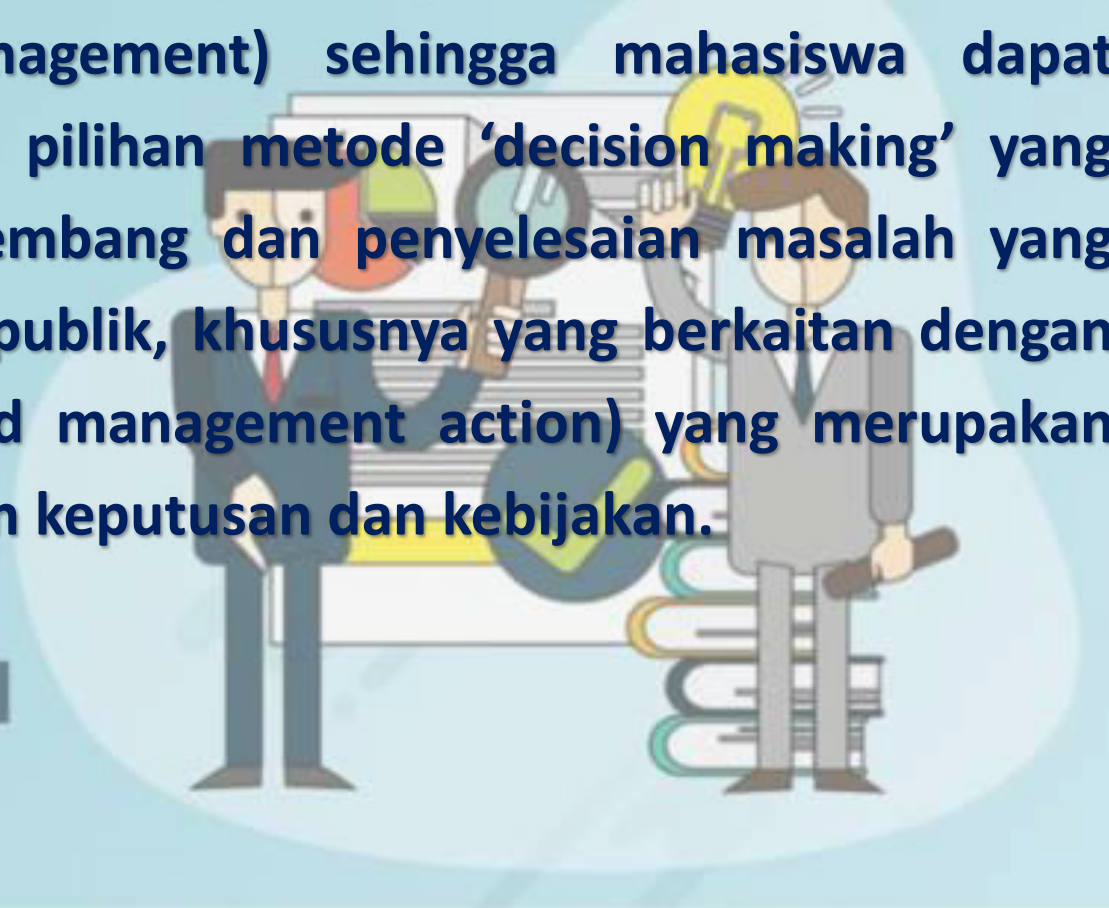 nagement) sehingga mahasiswa dapat
pilihan metode ‘decision making’ yang
embang dan penyelesaian masalah yang
publik, khususnya yang berkaitan dengan
d management action) yang merupakan
n keputusan dan kebijakan.